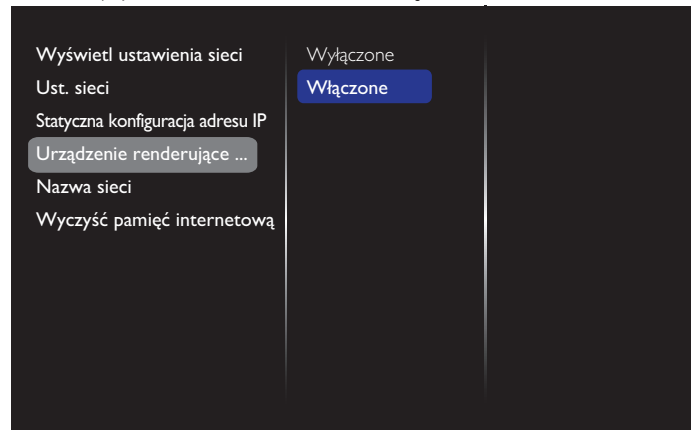 Wyświetl ustawienia sieci
Ust. sieci
Statyczna konfiguracja adresu IP
Urządzenie renderujące ...
Nazwa sieci
Wyczyść pamięć internetową
Wyłączone
Włączone